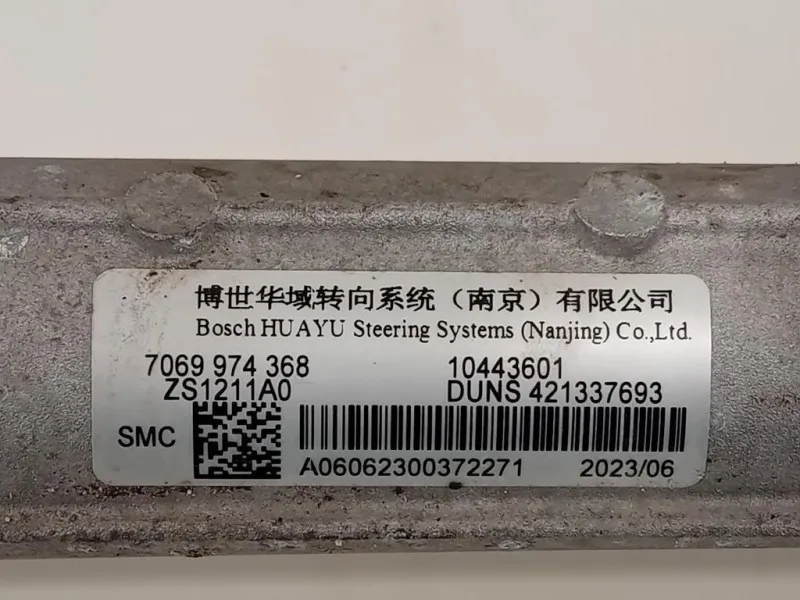 博世华域转向系统（南京）有限公司
Bosch HUAYU Steering Systems (Nanjing) Co.,Ltd.
7069 974 368 10443601
ZS1211A0 DUNS 421337693
SMC
A06062300372271 2023/06